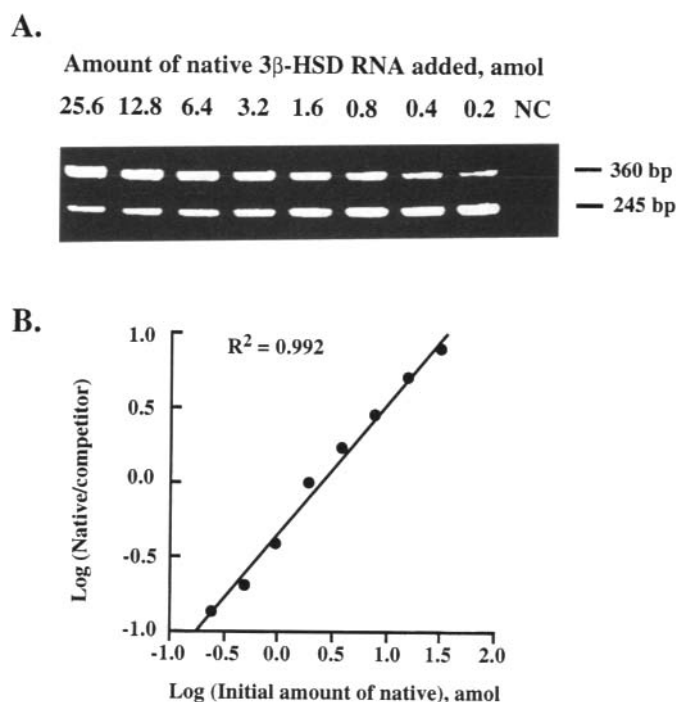 A.
Amount of native 3β-HSD RNA added, amol
25.6 12.8 6.4 3.2 1.6 0.8 0.4 0.2 NC
360 bp
245 bp
B.
R² = 0.992
Log (Native/competitor)
1.0
0.5
0.0
-0.5
-1.0
-1.0 -0.5 0.0 0.5 1.0 1.5 2.0
Log (Initial amount of native), amol